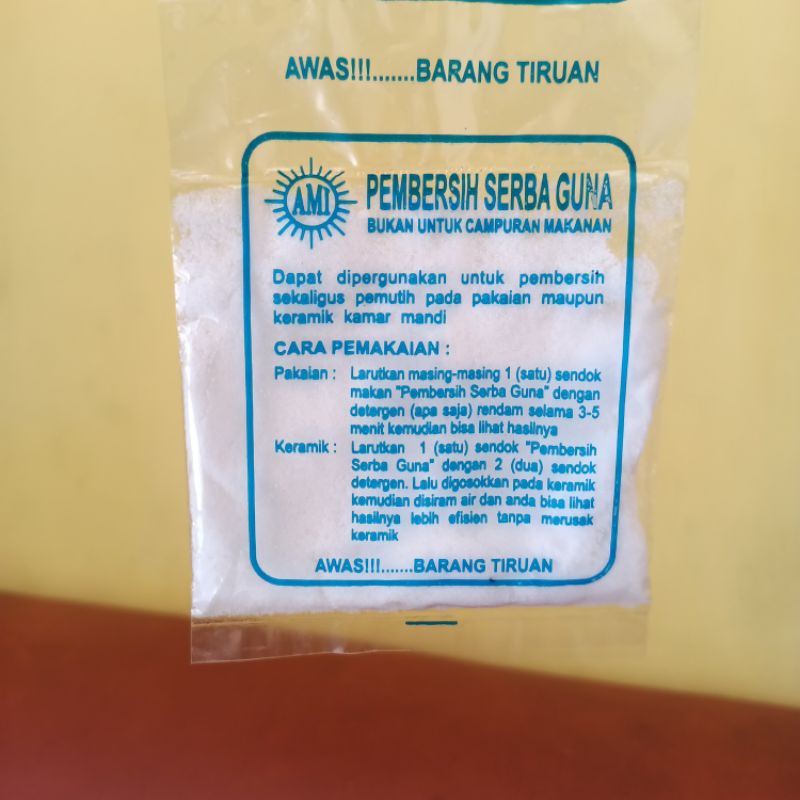 AWAS!!!.......BARANG TIRUAN
AMI
PEMBERSIH SERBA GUNA
BUKAN UNTUK CAMPURAN MAKANAN
Dapat dipergunakan untuk pembersih
sekaligus pemutih pada pakaian maupun
keramik kamar mandi
CARA PEMAKAIAN :
Pakaian : Larutkan masing-masing 1 (satu) sendok
makan "Pembersih Serba Guna" dengan
detergen (apa saja) rendam selama 3-5
menit kemudian bisa lihat hasilnya
Keramik : Larutkan 1 (satu) sendok "Pembersih
Serba Guna" dengan 2 (dua) sendok
detergen. Lalu digosokkan pada keramik
kemudian disiram air dan anda bisa lihat
hasilnya lebih efisien tanpa merusak
keramik
AWAS!!!.......BARANG TIRUAN